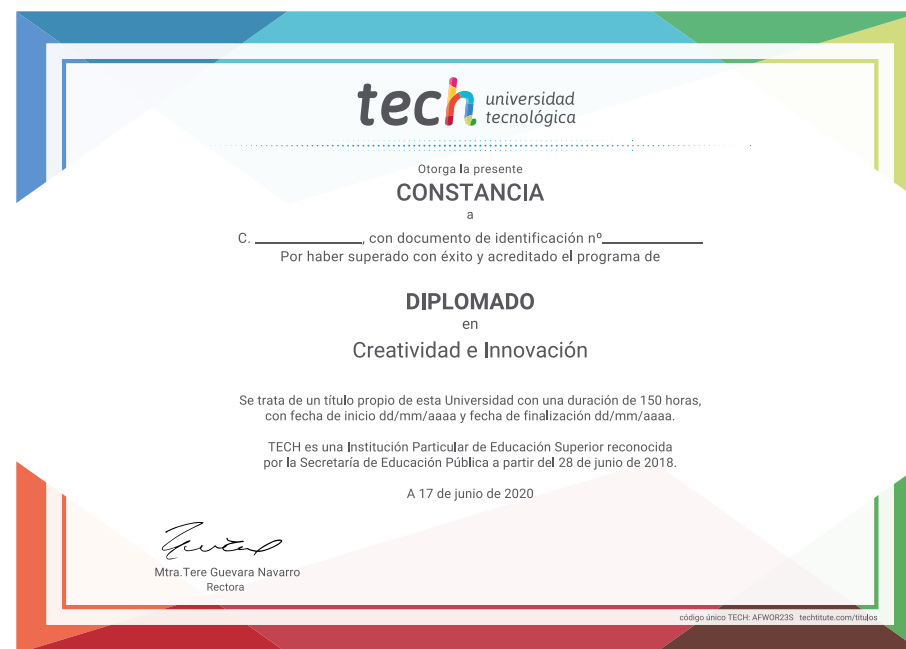 tech universidad
tecnológica
Otorga la presente
CONSTANCIA
a
C. ______________, con documento de identificación nº_____________
Por haber superado con éxito y acreditado el programa de
DIPLOMADO
en
Creatividad e Innovación
Se trata de un título propio de esta Universidad con una duración de 150 horas,
con fecha de inicio dd/mm/aaaa y fecha de finalización dd/mm/aaaa.
TECH es una Institución Particular de Educación Superior reconocida
por la Secretaría de Educación Pública a partir del 28 de junio de 2018.
A 17 de junio de 2020
Mtra.Tere Guevara Navarro
Rectora
código único TECH: AFWOR23S techtitute.com/titulos